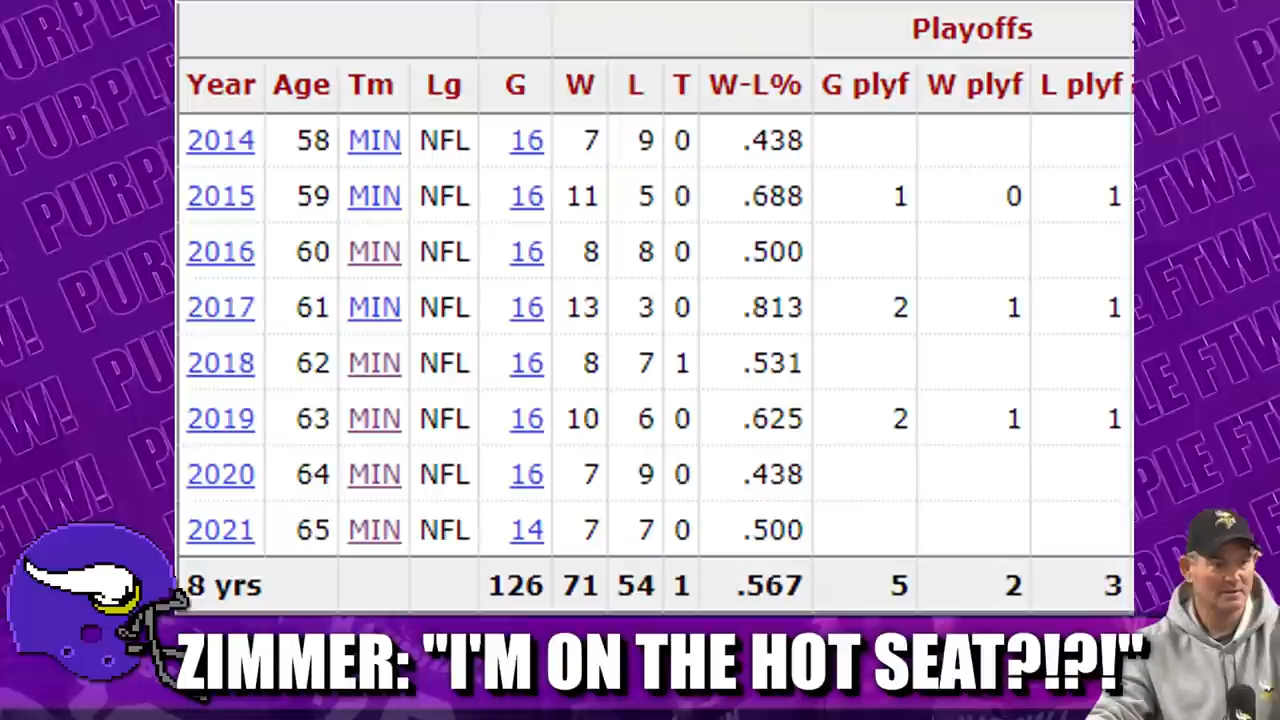 Playoffs
Year Age Tm Lg G W L T W-L% G plyf W plyf L plyf
2014 58 MIN NFL 16 7 9 0 .438
2015 59 MIN NFL 16 11 5 0 .688 1 0 1
2016 60 MIN NFL 16 8 8 0 .500
2017 61 MIN NFL 16 13 3 0 .813 2 1 1
2018 62 MIN NFL 16 8 7 1 .531
2019 63 MIN NFL 16 10 6 0 .625 2 1 1
2020 64 MIN NFL 16 7 9 0 .438
2021 65 MIN NFL 14 7 7 0 .500
8 yrs 126 71 54 1 .567 5 2 3
ZIMMER: "I'M ON THE HOT SEAT?!?!"